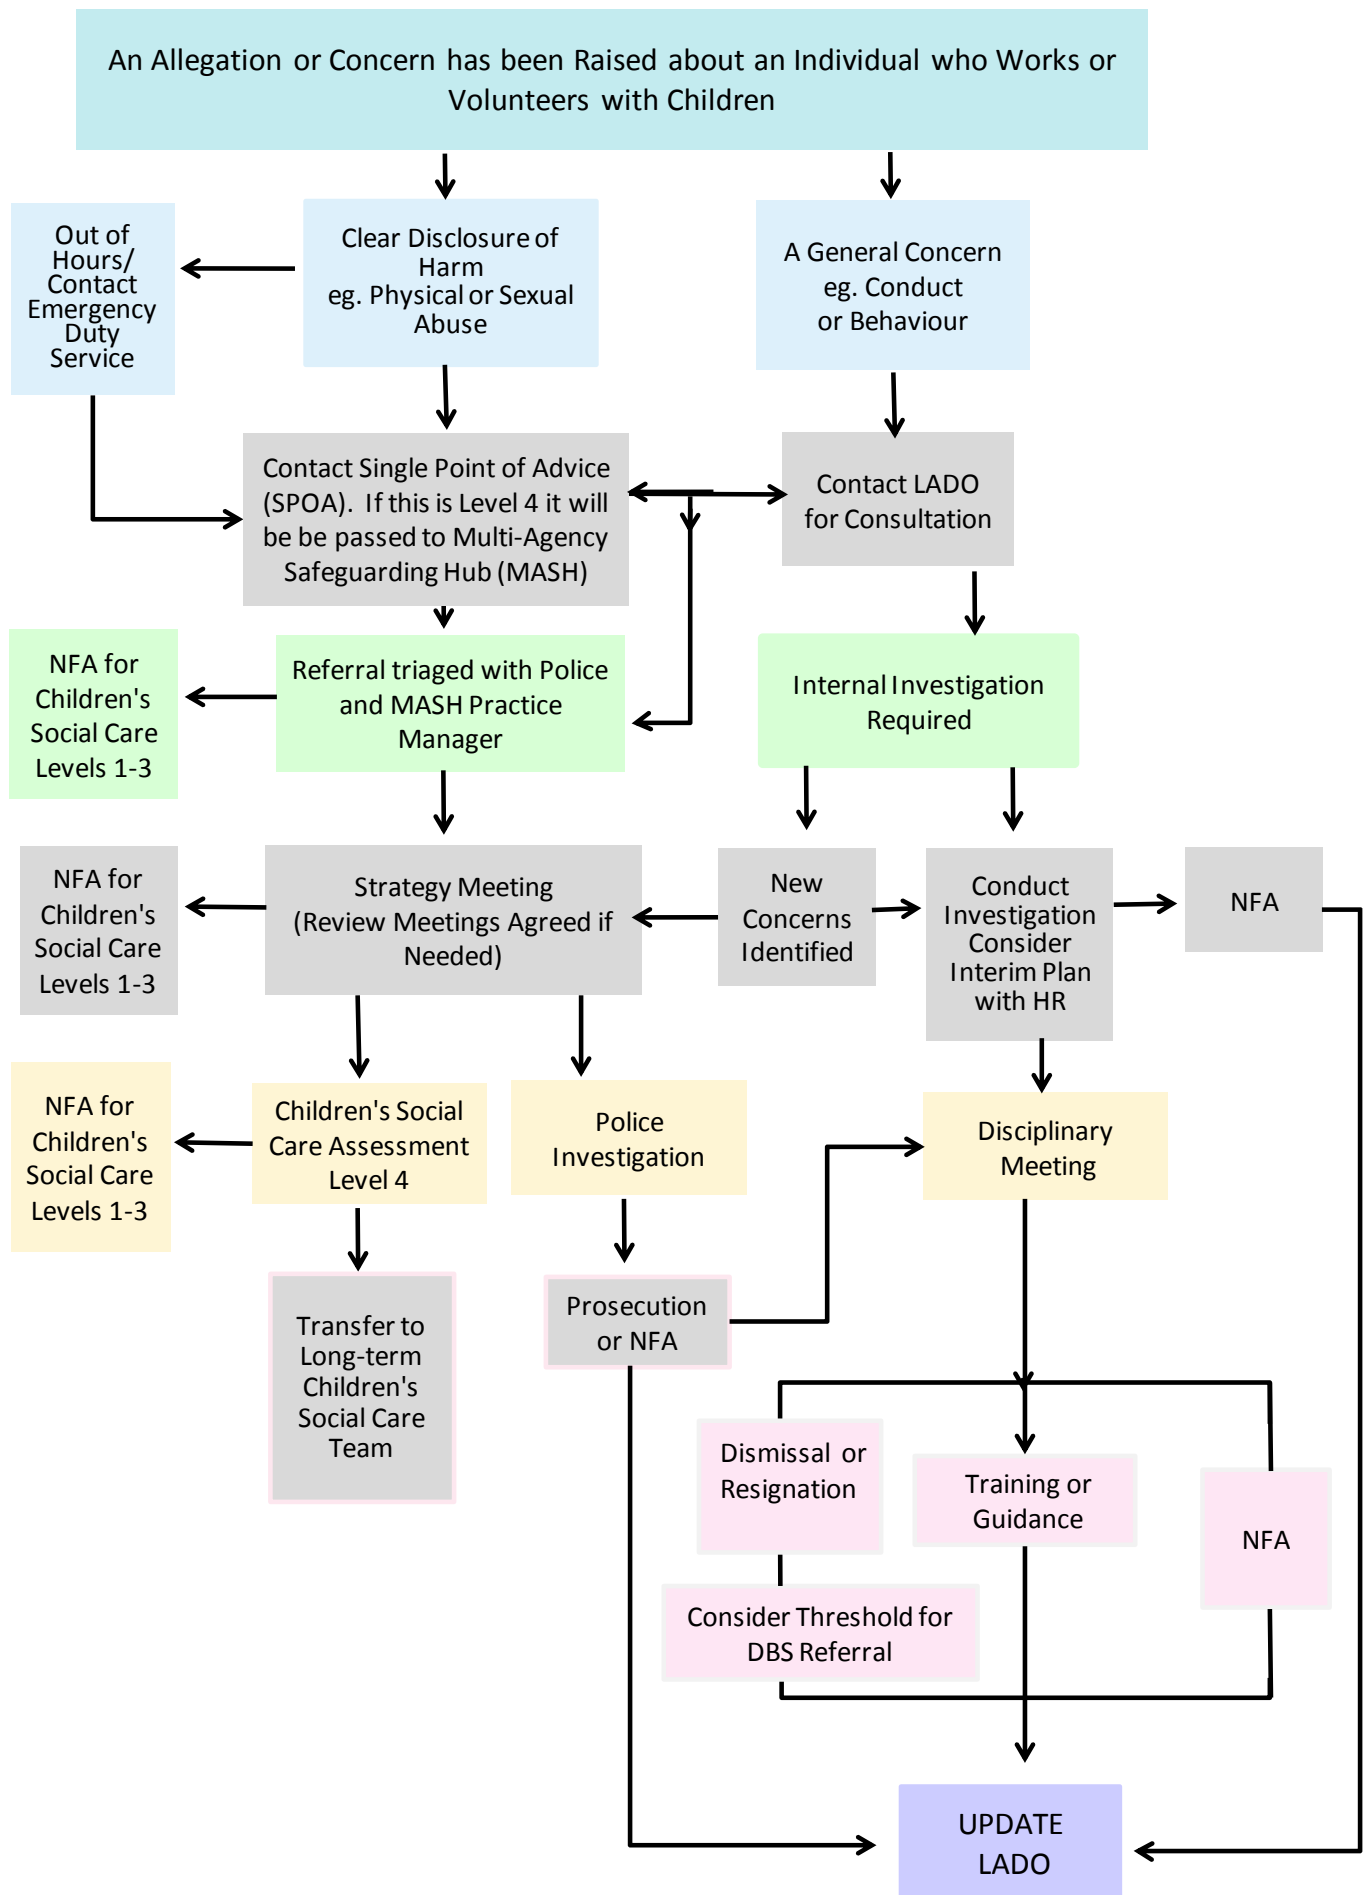 An Allegation or Concern has been Raised about an Individual who Works or
Volunteers with Children
Out of
Hours/
Contact
Emergency
Duty
Service
Clear Disclosure of
Harm
eg. Physical or Sexual
Abuse
A General Concern
eg. Conduct
or Behaviour
Contact Single Point of Advice
(SPOA). If this is Level 4 it will
be be passed to Multi-Agency
Safeguarding Hub (MASH)
Contact LADO
for Consultation
NFA for
Children's
Social Care
Levels 1-3
Referral triaged with Police
and MASH Practice
Manager
Internal Investigation
Required
NFA for
Children's
Social Care
Levels 1-3
Strategy Meeting
(Review Meetings Agreed if
Needed)
New
Concerns
Identified
Conduct
Investigation
Consider
Interim Plan
with HR
NFA
NFA for
Children's
Social Care
Levels 1-3
Children's Social
Care Assessment
Level 4
Police
Investigation
Disciplinary
Meeting
Transfer to
Long-term
Children's
Social Care
Team
Prosecution
or NFA
Dismissal or
Resignation
Training or
Guidance
NFA
Consider Threshold for
DBS Referral
UPDATE
LADO